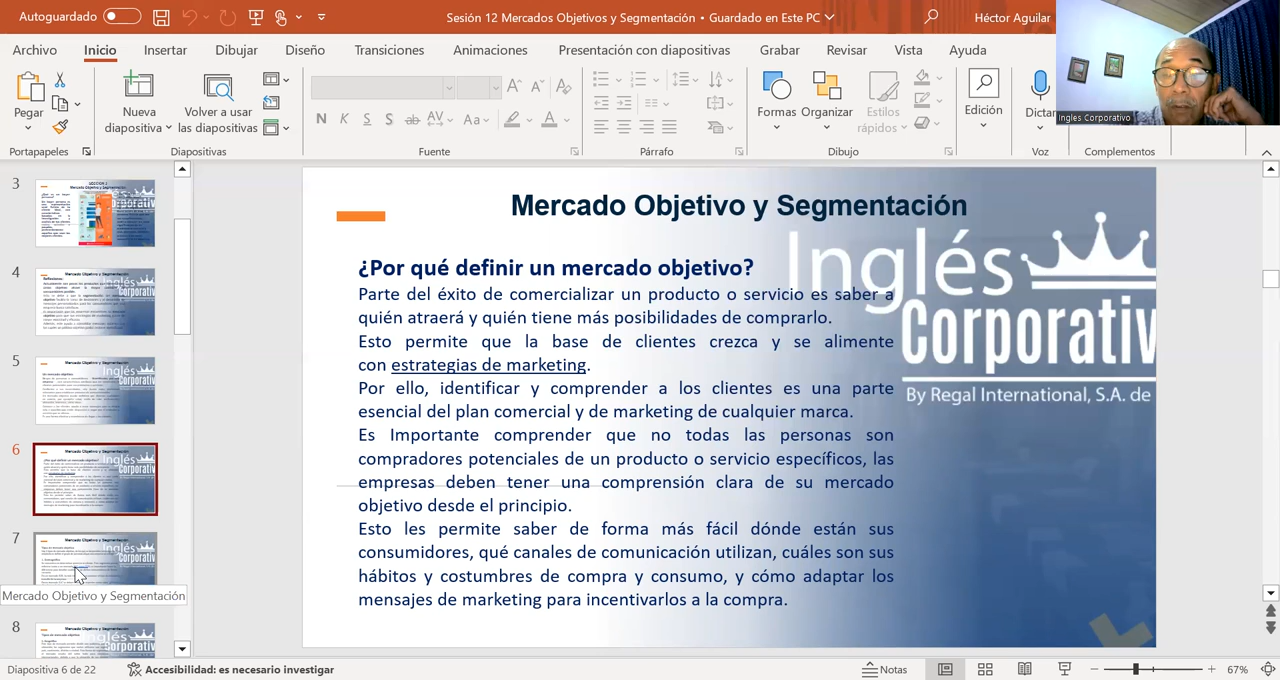 Autoguardado
Sesión 12 Mercados Objetivos y Segmentación • Guardado en Este PC
Héctor Aguilar
Archivo Inicio Insertar Dibujar Diseño Transiciones Animaciones Presentación con diapositivas Grabar Revisar Vista Ayuda
Pegar
Nueva diapositiva
Volver a usar las diapositivas
N K S S ab AV Aa A
Formas
Organizar
Estilos rápidos
Edición
Dictar
Ingles Corporativo
Portapapeles Diapositivas Fuente Párrafo Dibujo Voz Complementos
3
4
5
6
7
8
Mercado Objetivo y Segmentación
Mercado Objetivo y Segmentación
¿Por qué definir un mercado objetivo?
Parte del éxito de comercializar un producto o servicio es saber a
quién atraerá y quién tiene más posibilidades de comprarlo.
Esto permite que la base de clientes crezca y se alimente
con estrategias de marketing.
Por ello, identificar y comprender a los clientes es una parte
esencial del plan comercial y de marketing de cualquier marca.
Es Importante comprender que no todas las personas son
compradores potenciales de un producto o servicio específicos, las
empresas deben tener una comprensión clara de su mercado
objetivo desde el principio.
Esto les permite saber de forma más fácil dónde están sus
consumidores, que canales de comunicación utilizan, cuáles son sus
hábitos y costumbres de compra y consumo, y cómo adaptar los
mensajes de marketing para incentivarlos a la compra.
Inglés
Corporativ
By Regal International, S.A. de
Diapositiva 6 de 22
Accesibilidad: es necesario investigar
Notas
67%